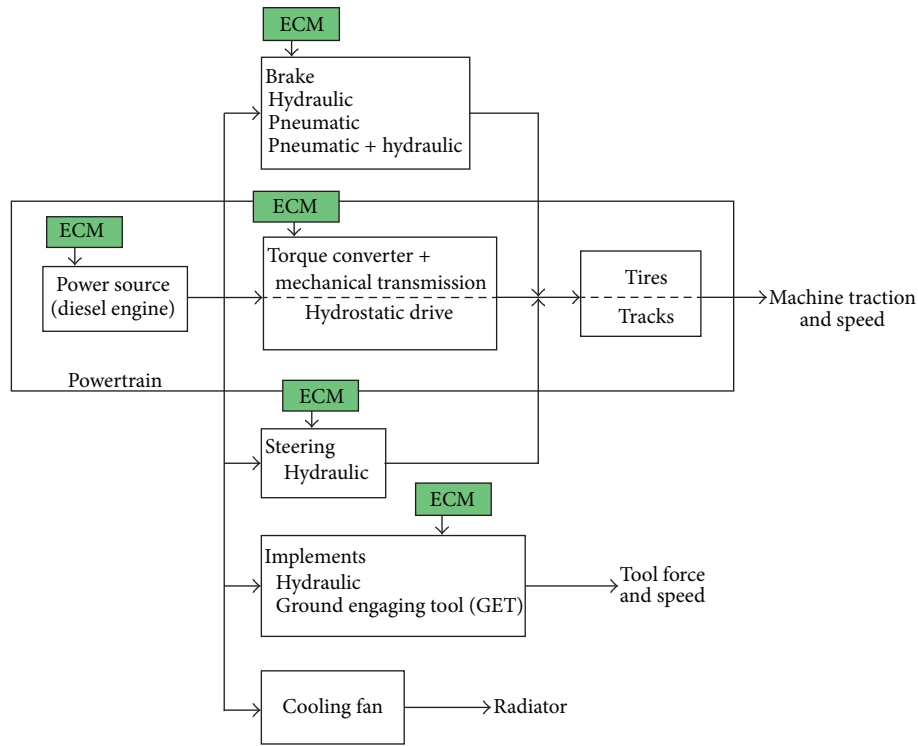 ECM
Brake
Hydraulic
Pneumatic
Pneumatic + hydraulic
ECM
ECM
Power source
(diesel engine)
Torque converter +
mechanical transmission
Hydrostatic drive
Tires
Tracks
Machine traction
and speed
Powertrain
ECM
Steering
Hydraulic
ECM
Implements
Hydraulic
Ground engaging tool (GET)
Tool force
and speed
Cooling fan
Radiator